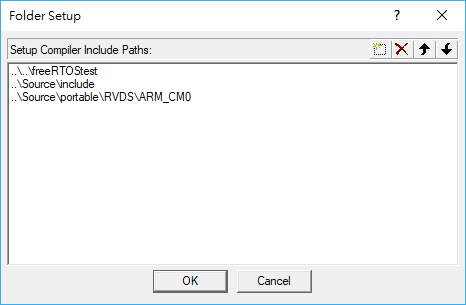 Folder Setup
?
Setup Compiler Include Paths:
..\..\freeRTOStest
..\Source\include
..\Source\portable\RVDS\ARM_CM0
OK
Cancel